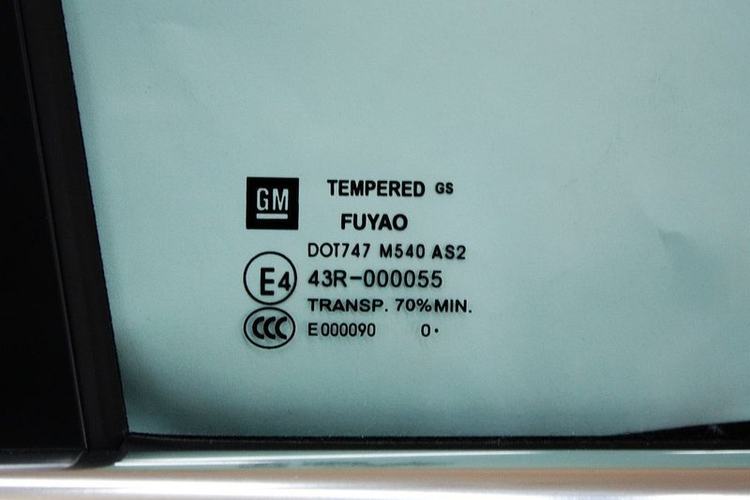 GM TEMPERED GS
FUYAO
DOT747 M540 AS2
E4 43R-000055
TRANSP. 70% MIN.
CCC E000090 0·